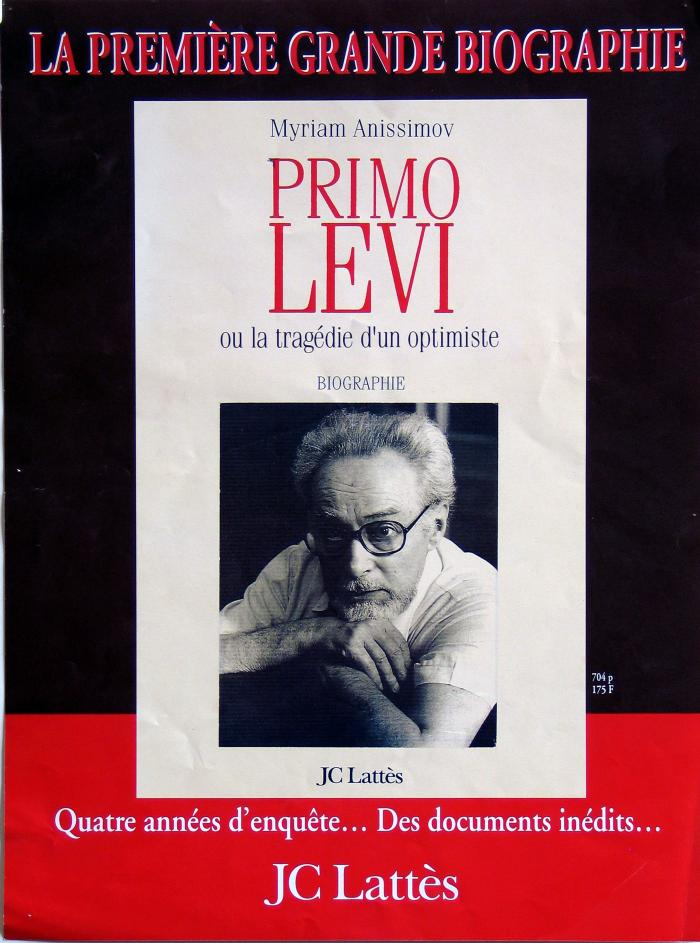 LA PREMIÈRE GRANDE BIOGRAPHIE
Myriam Anissimov
PRIMO
LEVI
ou la tragédie d'un optimiste
BIOGRAPHIE
JC Lattès
704 p
175 F
Quatre années d'enquête… Des documents inédits…
JC Lattès